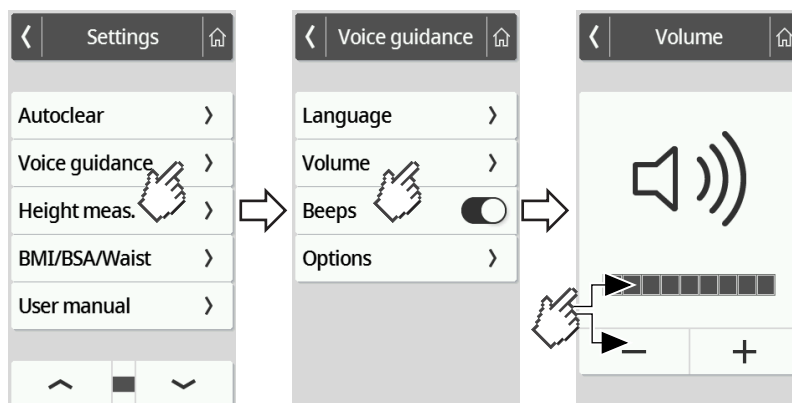 Settings
Autoclear
Voice guidance
Height meas.
BMI/BSA/Waist
User manual
Voice guidance
Language
Volume
Beeps
Options
Volume